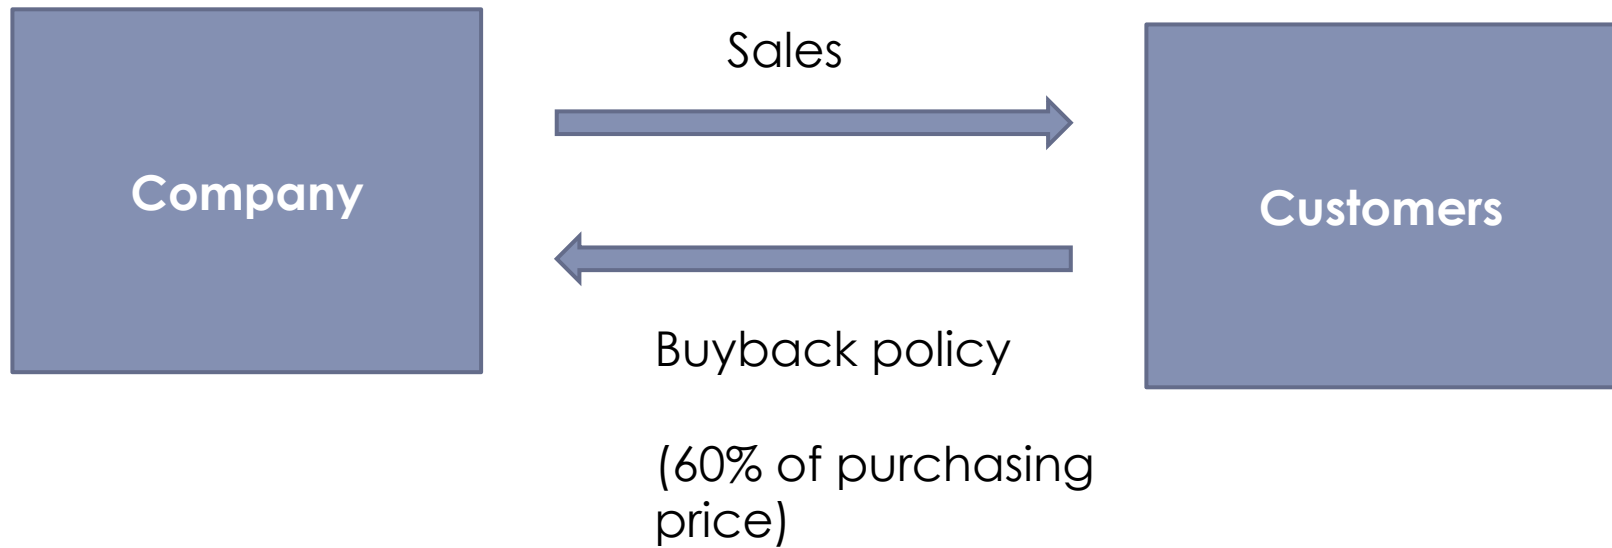 Sales
Company
Customers
Buyback policy
(60% of purchasing
price)